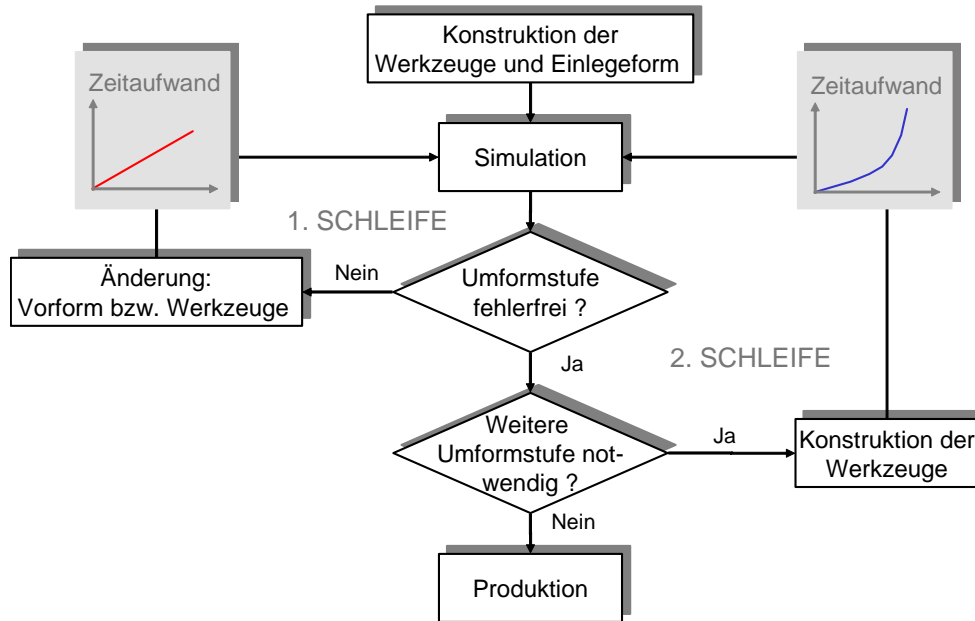 Konstruktion der
Werkzeuge und Einlegeform
Zeitaufwand
Zeitaufwand
Simulation
1. SCHLEIFE
Änderung:
Vorform bzw. Werkzeuge
Nein
Umformstufe
fehlerfrei ?
Ja
2. SCHLEIFE
Weitere
Umformstufe not-
wendig ?
Ja
Konstruktion der
Werkzeuge
Nein
Produktion